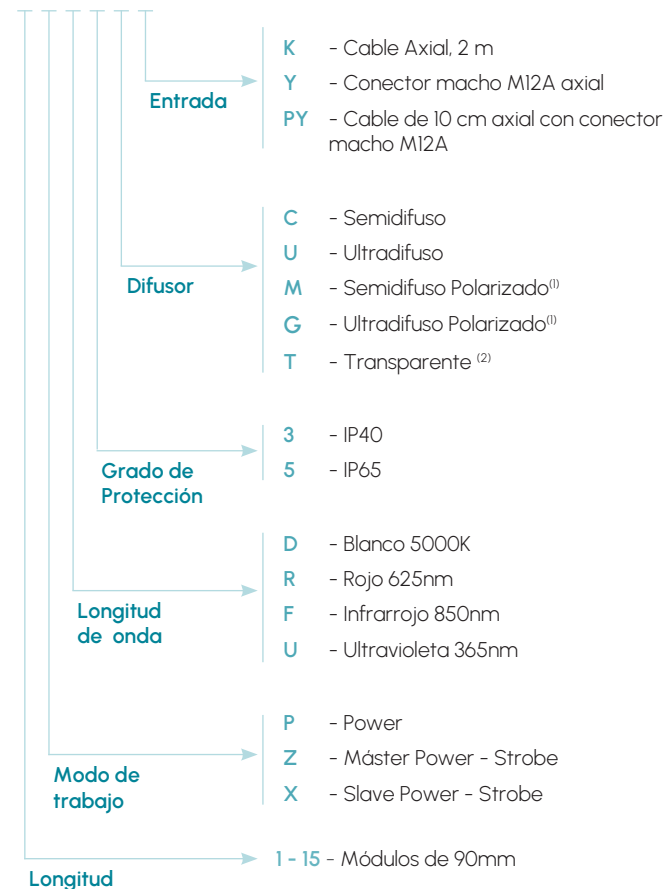 K - Cable Axial, 2 m
Y - Conector macho M12A axial
Entrada
PY - Cable de 10 cm axial con conector
macho M12A
C - Semidifuso
U - Ultradifuso
Difusor
M - Semidifuso Polarizado(1)
G - Ultradifuso Polarizado(1)
T - Transparente (2)
3 - IP40
5 - IP65
Grado de
Protección
D - Blanco 5000K
R - Rojo 625nm
Longitud
de onda
F - Infrarrojo 850nm
U - Ultravioleta 365nm
P - Power
Z - Máster Power - Strobe
Modo de
trabajo
X - Slave Power - Strobe
1 - 15 - Módulos de 90mm
Longitud